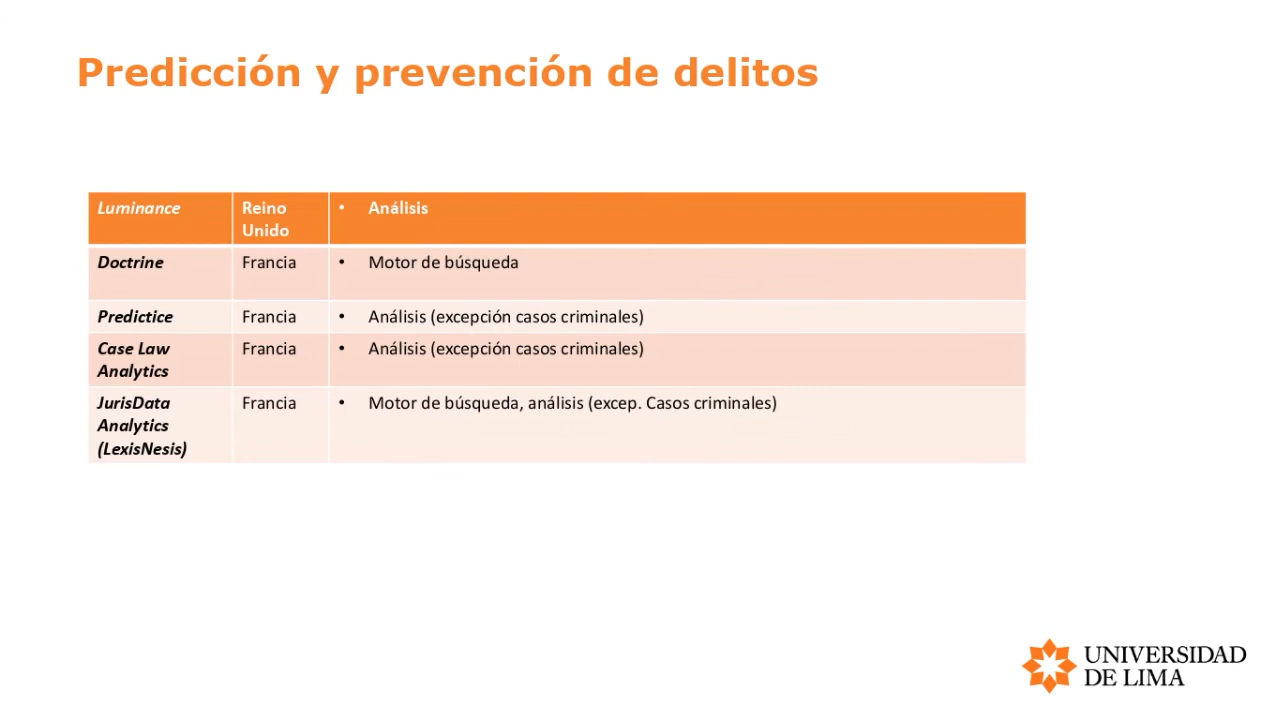 Predicción y prevención de delitos
Luminance Reino • Análisis
Unido
Doctrine Francia • Motor de búsqueda
Predictice Francia • Análisis (excepción casos criminales)
Case Law Francia • Análisis (excepción casos criminales)
Analytics
JurisData Francia • Motor de búsqueda, análisis (excep. Casos criminales)
Analytics
(LexisNesis)
UNIVERSIDAD
DE LIMA